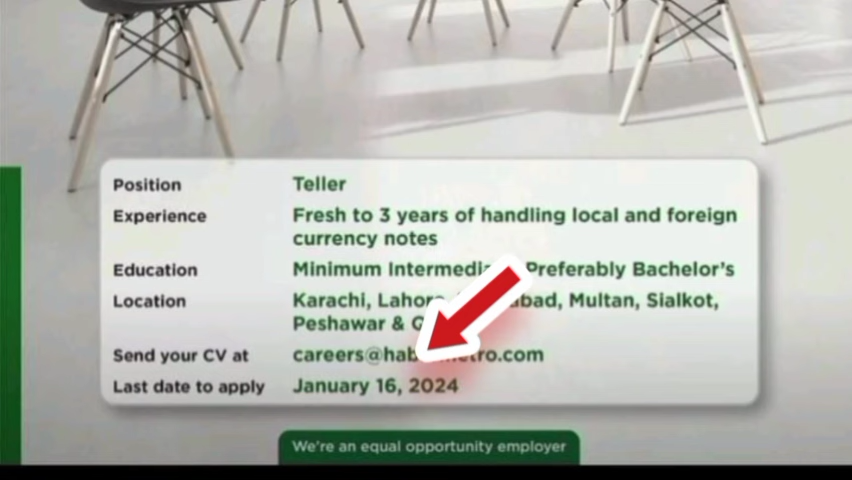 Position Teller
Experience Fresh to 3 years of handling local and foreign
currency notes
Education Minimum Preferably Bachelor's
Location Karachi, Lahore, Multan, Sialkot,
Peshawar &
Send your CV at
Last date to apply January 16, 2024
We're an equal opportunity employer